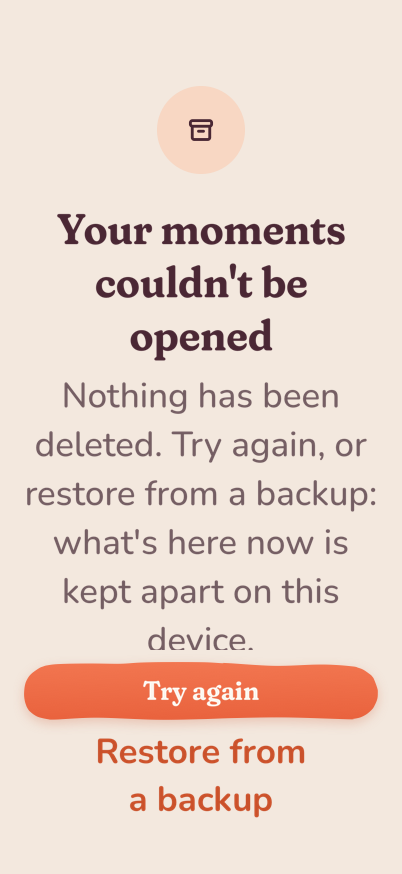 Your moments
couldn't be
opened
Nothing has been
deleted. Try again, or
restore from a backup:
what's here now is
kept apart on this
device.
Try again
Restore from
a backup